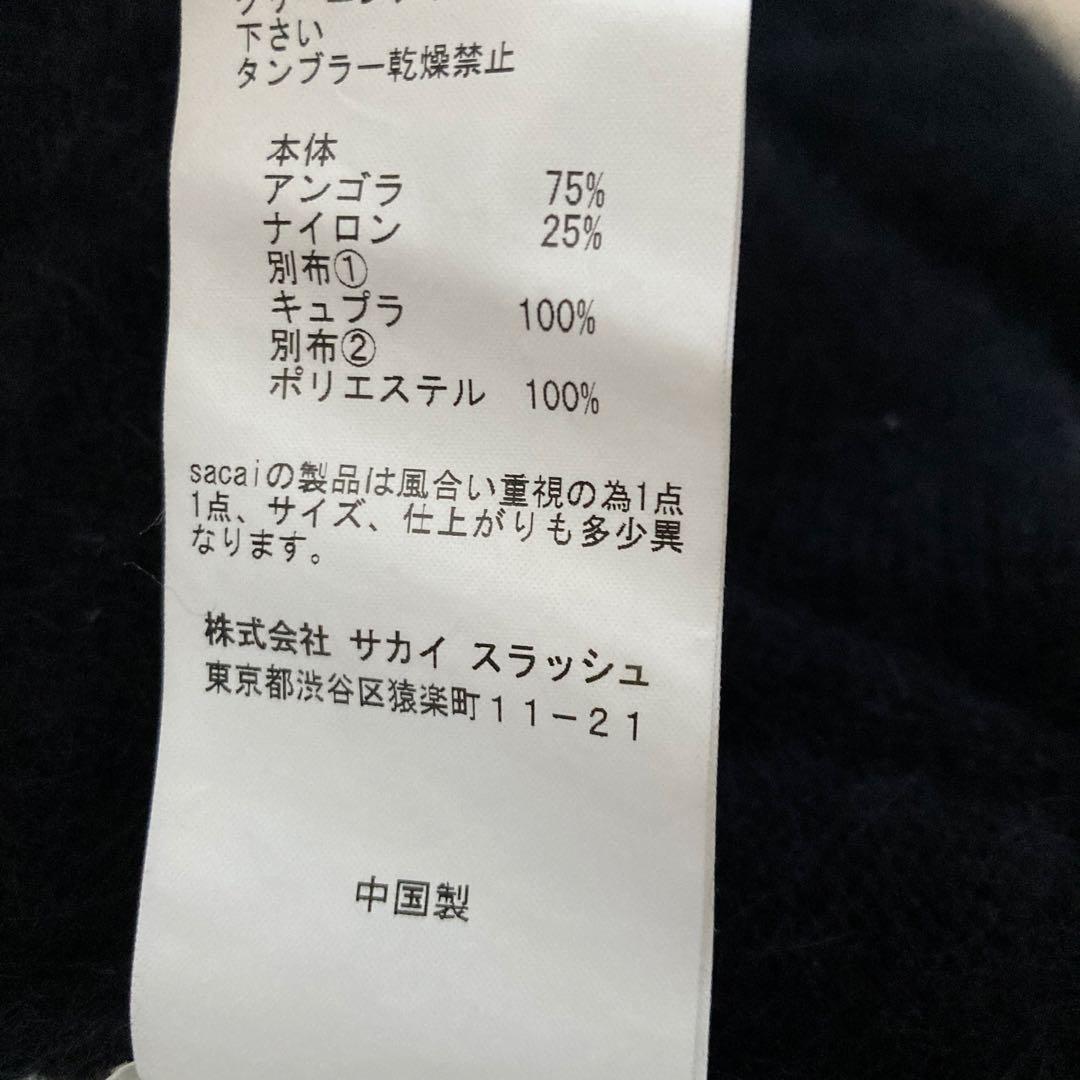 下さい
タンブラー乾燥禁止
本体
アンゴラ 75%
ナイロン 25%
別布①
キュプラ 100%
別布②
ポリエステル 100%
sacaiの製品は風合い重視の為1点
1点、サイズ、仕上がりも多少異
なります。
株式会社 サカイ スラッシュ
東京都渋谷区猿楽町11-21
中国製